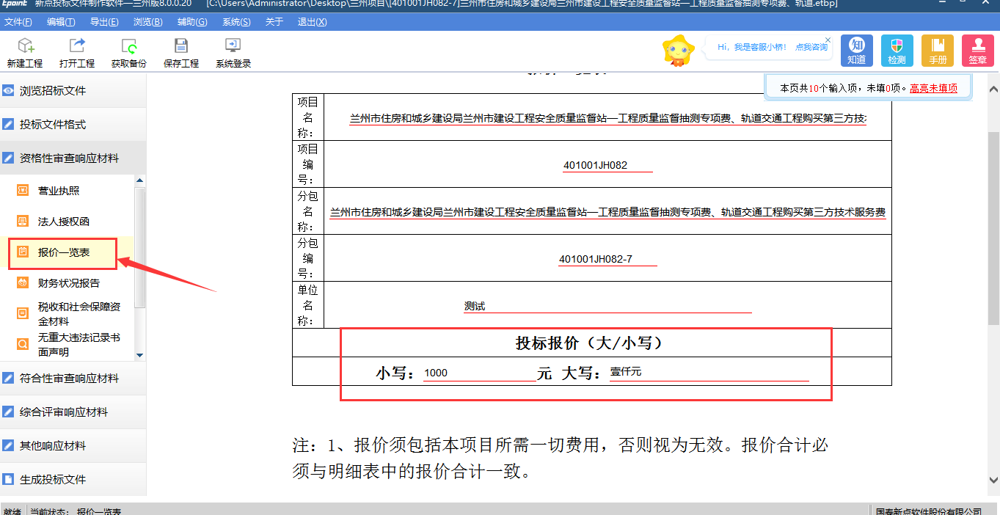 Epoint 新点投标文件制作软件—兰州版8.0.0.20 [C:\Users\Administrator\Desktop\兰州项目\[401001JH082-7]兰州市住房和城乡建设局兰州市建设工程安全质量监督站—工程质量监督抽测专项费、轨道.etbp]
文件(F) 编辑(T) 导出(E) 浏览(B) 辅助(G) 系统(S) 关于 退出(X)
新建工程 打开工程 获取备份 保存工程 系统登录
Hi，我是客服小桥！ 点我咨询
知 知道 检测 手册 签章
本页共10个输入项，未填0项。高亮未填项
浏览招标文件
投标文件格式
资格性审查响应材料
营业执照
法人授权函
报价一览表
财务状况报告
税收和社会保障资
金材料
无重大违法记录书
面声明
符合性审查响应材料
综合评审响应材料
其他响应材料
生成投标文件
项目
名
称：
兰州市住房和城乡建设局兰州市建设工程安全质量监督站—工程质量监督抽测专项费、轨道交通工程购买第三方技
项目
编
号：
401001JH082
分包
名
称：
兰州市住房和城乡建设局兰州市建设工程安全质量监督站—工程质量监督抽测专项费、轨道交通工程购买第三方技术服务费
分包
编
号：
401001JH082-7
单位
名
称：
测试
投标报价（大/小写）
小写：1000 元 大写：壹仟元
注：1、报价须包括本项目所需一切费用，否则视为无效。报价合计必
须与明细表中的报价合计一致。
就绪 当前状态： 报价一览表 国泰新点软件股份有限公司